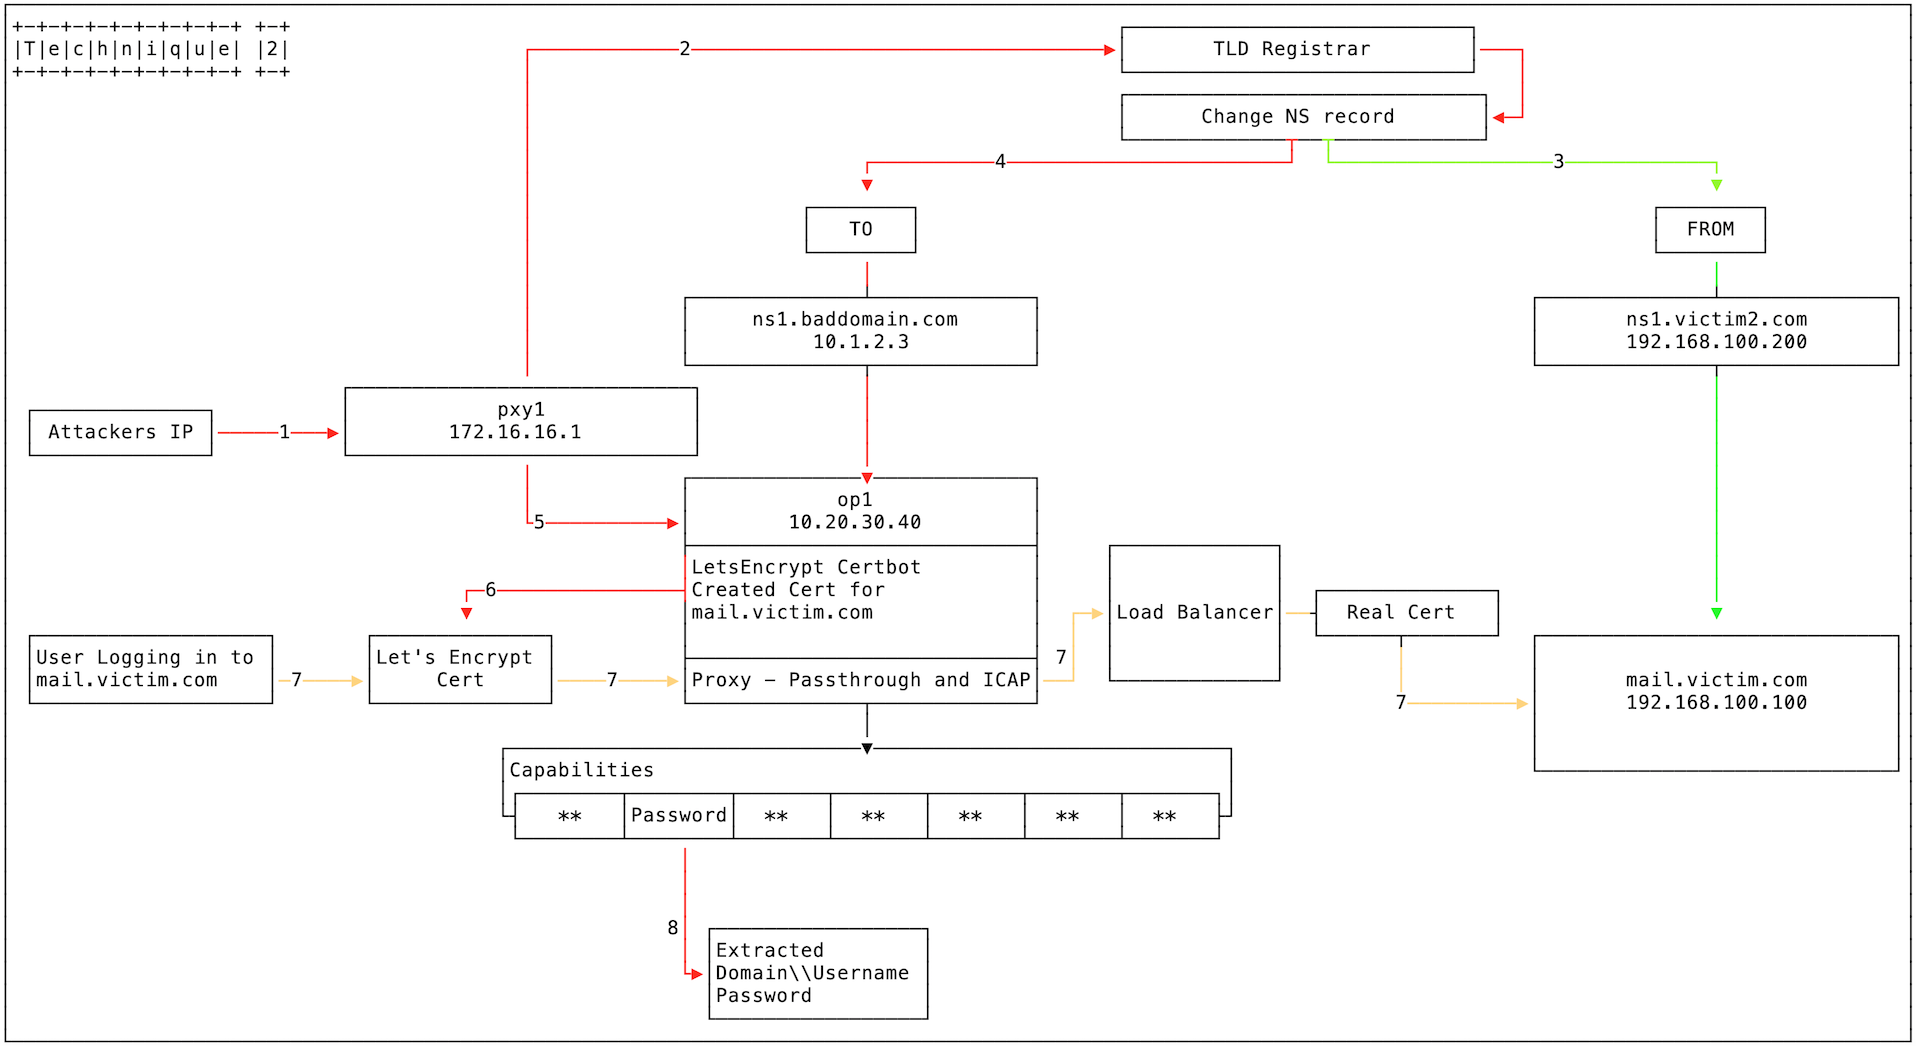 +-+-+-+-+-+-+-+-+-+ +-+
|T|e|c|h|n|i|q|u|e| |2|
+-+-+-+-+-+-+-+-+-+ +-+
2
TLD Registrar
Change NS record
4
3
TO
FROM
ns1.baddomain.com
10.1.2.3
ns1.victim2.com
192.168.100.200
Attackers IP
1
pxy1
172.16.16.1
5
op1
10.20.30.40
LetsEncrypt Certbot
Created Cert for
mail.victim.com
6
User Logging in to
mail.victim.com
7
Let's Encrypt
Cert
7
Proxy – Passthrough and ICAP
7
Load Balancer
Real Cert
7
mail.victim.com
192.168.100.100
Capabilities
** Password ** ** ** ** **
8
Extracted
Domain\\Username
Password